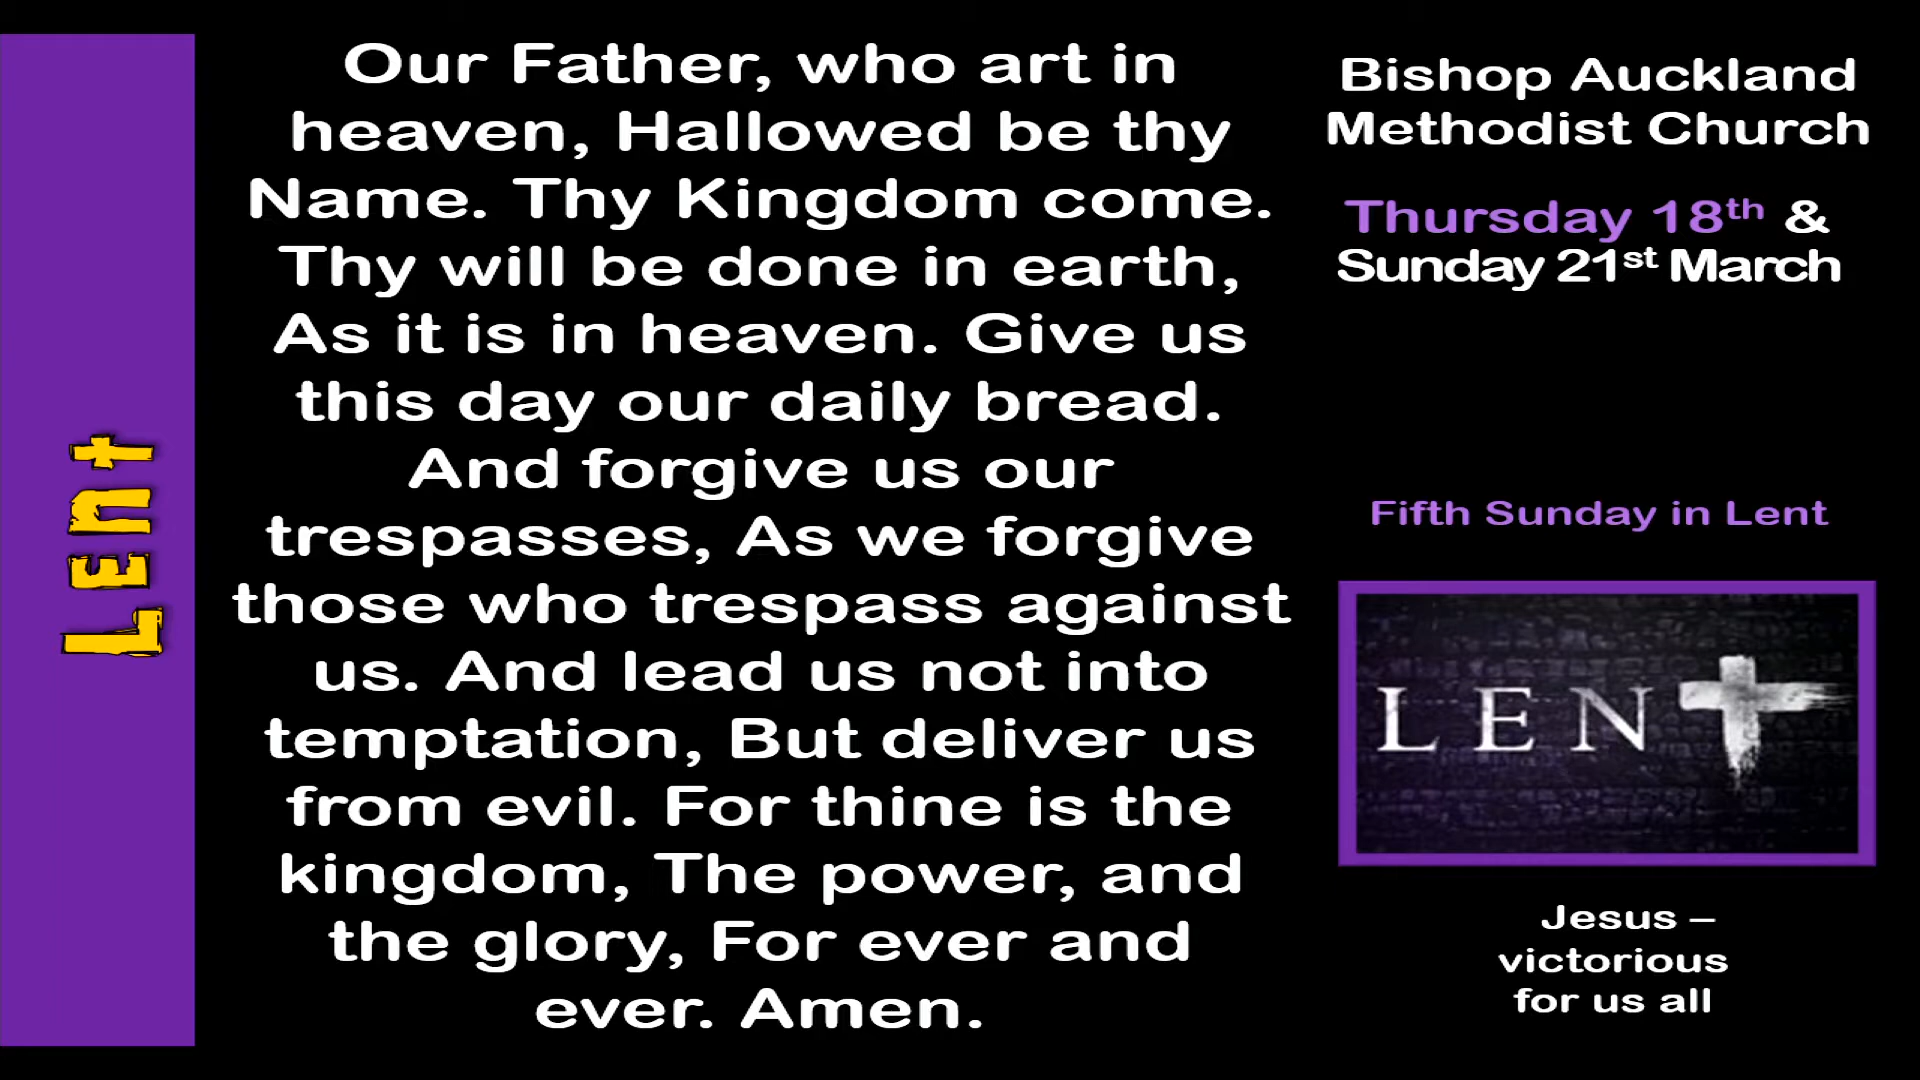 Lent
Our Father, who art in
heaven, Hallowed be thy
Name. Thy Kingdom come.
Thy will be done in earth,
As it is in heaven. Give us
this day our daily bread.
And forgive us our
trespasses, As we forgive
those who trespass against
us. And lead us not into
temptation, But deliver us
from evil. For thine is the
kingdom, The power, and
the glory, For ever and
ever. Amen.
Bishop Auckland
Methodist Church
Thursday 18th &
Sunday 21st March
Fifth Sunday in Lent
LENT
Jesus –
victorious
for us all